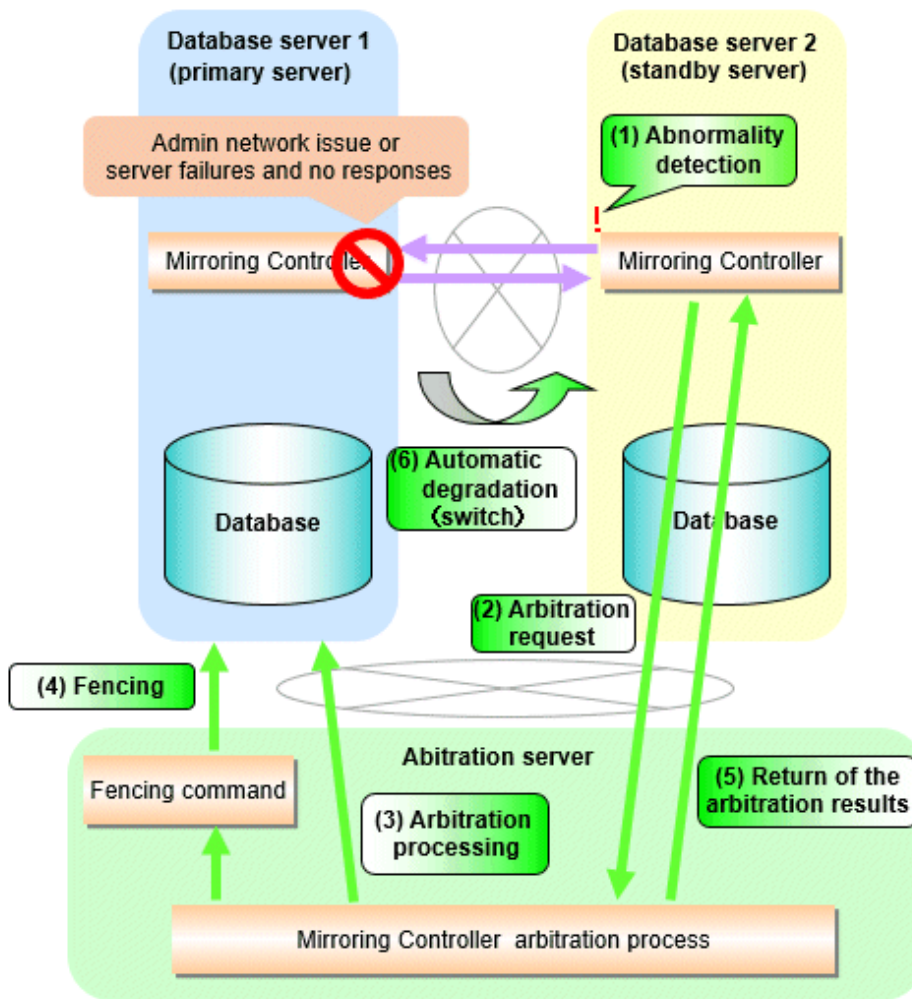 Database server 1
(primary server)
Database server 2
(standby server)
Admin network issue or
server failures and no responses
(1) Abnormality
detection
!
Mirroring Controller
Mirroring Controller
(6) Automatic
degradation
(switch)
Database
Database
(2) Arbitration
request
(4) Fencing
Abitration server
Fencing command
(3) Arbitration
processing
(5) Return of the
arbitration results
Mirroring Controller arbitration process